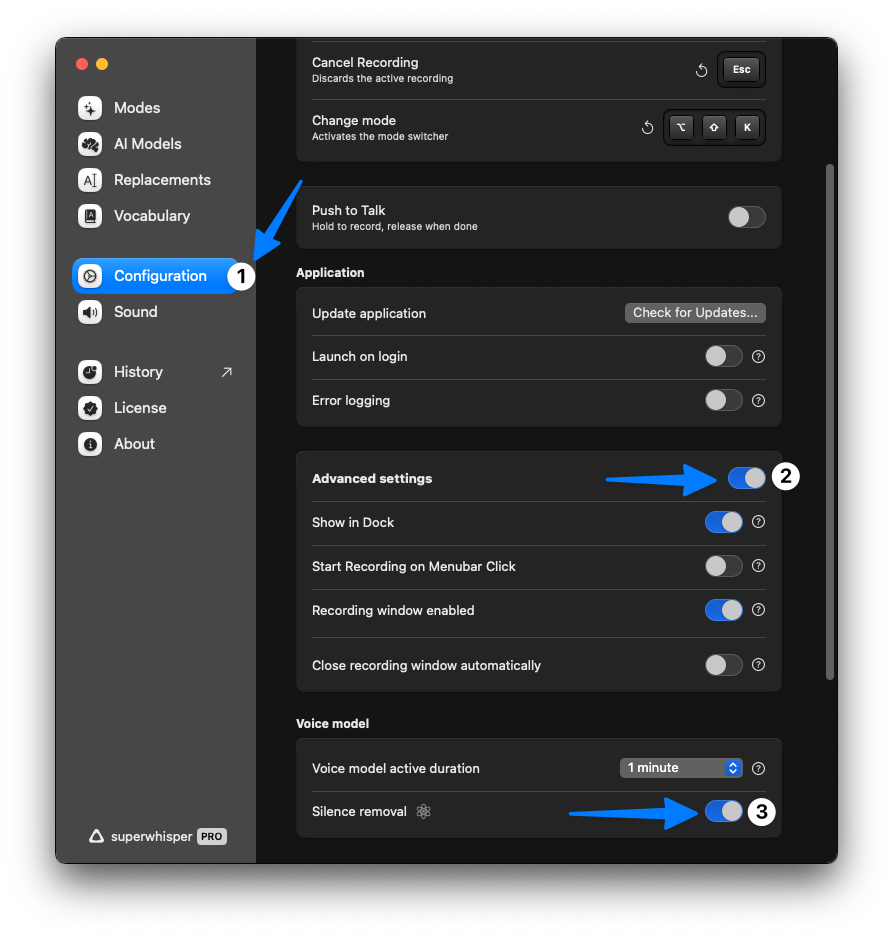 Modes
AI Models
Replacements
Vocabulary
Configuration 1
Sound
History
License
About
superwhisper PRO
Cancel Recording
Discards the active recording
Esc
Change mode
Activates the mode switcher
⌥ ⇧ K
Push to Talk
Hold to record, release when done
Application
Update application Check for Updates...
Launch on login ?
Error logging ?
Advanced settings 2
Show in Dock ?
Start Recording on Menubar Click ?
Recording window enabled ?
Close recording window automatically ?
Voice model
Voice model active duration 1 minute ?
Silence removal 3